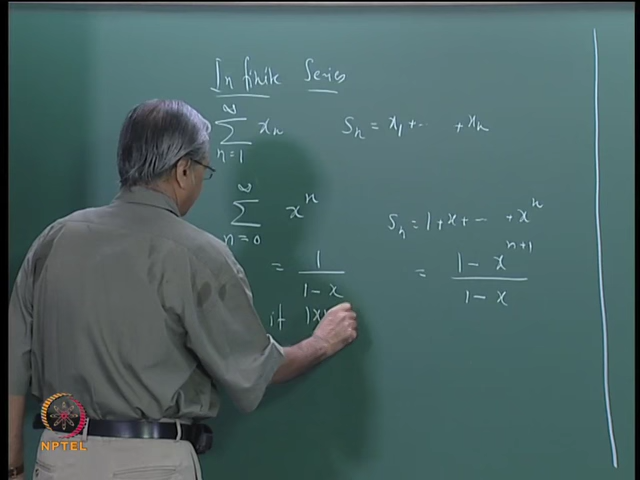 Infinite Series
∞
∑ xₙ   Sₙ = x₁ + ··· + xₙ
n=1
∞
∑ xⁿ   Sₙ = 1 + x + ··· + xⁿ
n=0
= 1/(1 - x)   = (1 - xⁿ⁺¹)/(1 - x)
if |x|
NPTEL